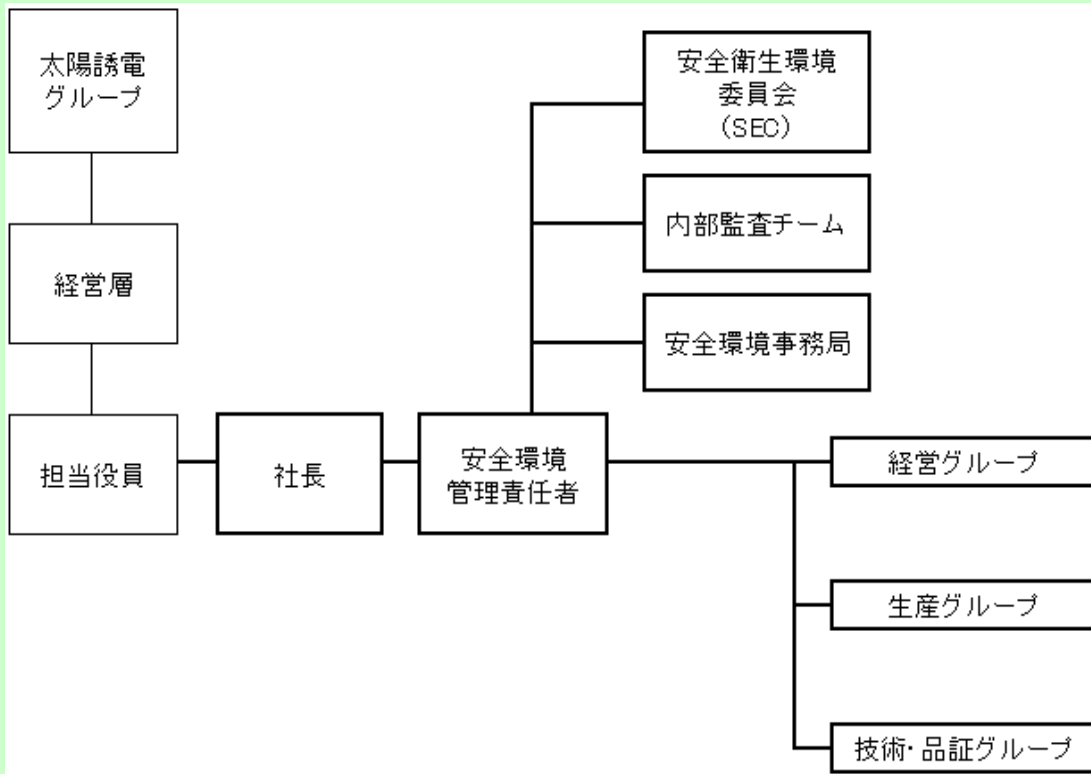 太陽誘電
グループ
経営層
担当役員
社長
安全環境
管理責任者
安全衛生環境
委員会
(SEC)
内部監査チーム
安全環境事務局
経営グループ
生産グループ
技術・品証グループ